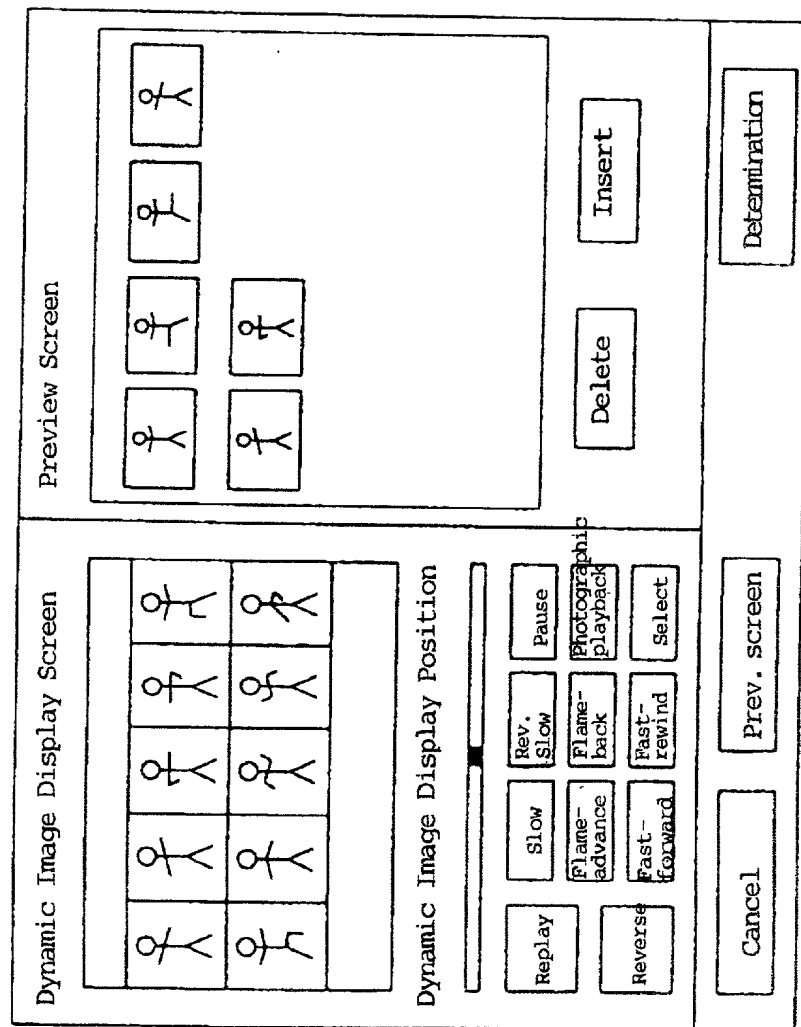 Dynamic Image Display Screen
Dynamic Image Display Position
Replay
Slow
Rev.
Slow
Pause
Flame-
advance
Flame-
back
Photographic
playback
Reverse
Fast-
forward
Fast-
rewind
Select
Preview Screen
Delete
Insert
Cancel
Prev. screen
Determination